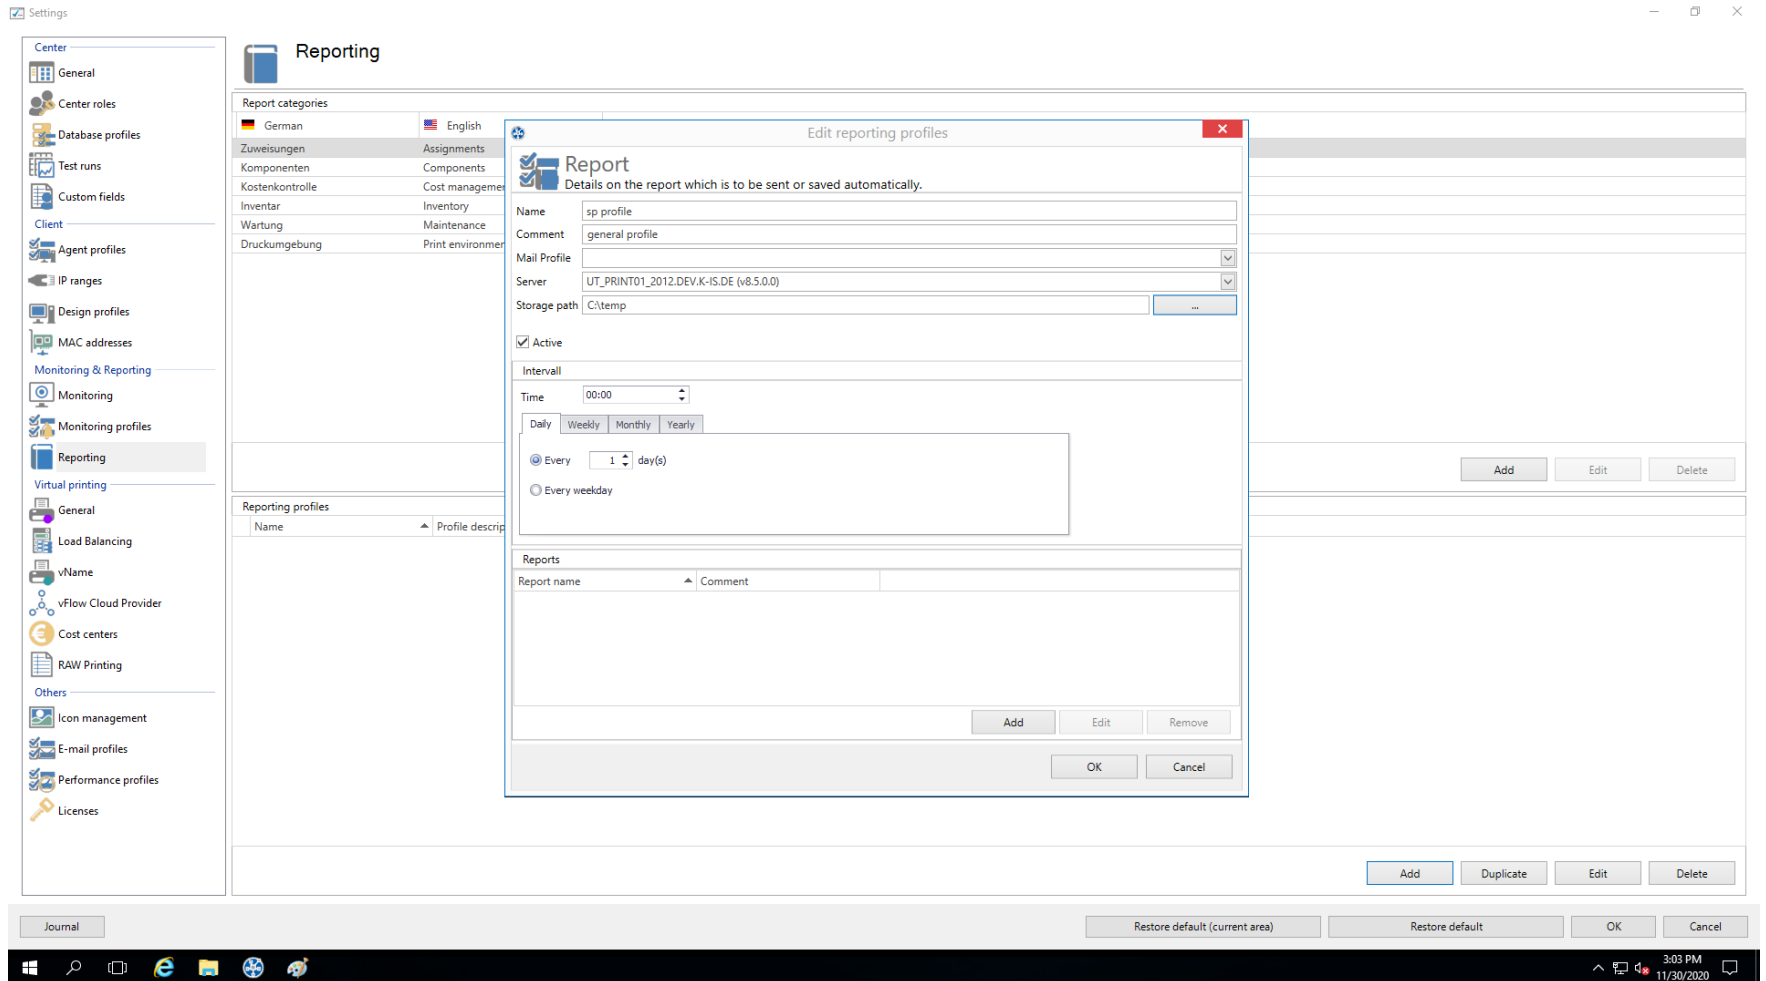 Settings
Center
General
Center roles
Database profiles
Test runs
Custom fields
Client
Agent profiles
IP ranges
Design profiles
MAC addresses
Monitoring & Reporting
Monitoring
Monitoring profiles
Reporting
Virtual printing
General
Load Balancing
vName
vFlow Cloud Provider
Cost centers
RAW Printing
Others
Icon management
E-mail profiles
Performance profiles
Licenses
Reporting
Report categories
German English
Zuweisungen Assignments
Komponenten Components
Kostenkontrolle Cost managemer
Inventar Inventory
Wartung Maintenance
Druckumgebung Print environmer
Add Edit Delete
Reporting profiles
Name Profile descrip
Add Duplicate Edit Delete
Edit reporting profiles
Report
Details on the report which is to be sent or saved automatically.
Name sp profile
Comment general profile
Mail Profile
Server UT_PRINT01_2012.DEV.K-IS.DE (v8.5.0.0)
Storage path C:\temp ...
Active
Intervall
Time 00:00
Daily Weekly Monthly Yearly
Every 1 day(s)
Every weekday
Reports
Report name Comment
Add Edit Remove
OK Cancel
Journal Restore default (current area) Restore default OK Cancel
3:03 PM
11/30/2020